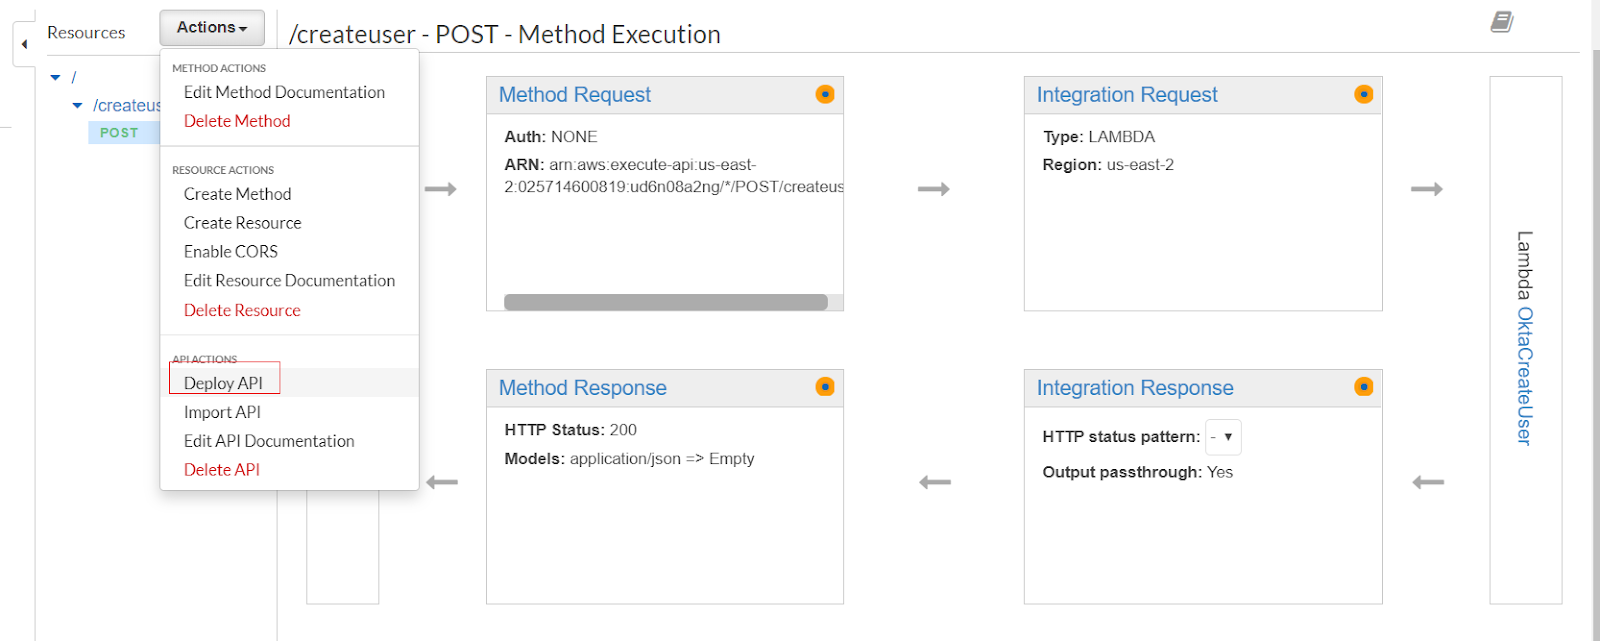 Resources
Actions
/createuser - POST - Method Execution
/
/createus
POST
METHOD ACTIONS
Edit Method Documentation
Delete Method
RESOURCE ACTIONS
Create Method
Create Resource
Enable CORS
Edit Resource Documentation
Delete Resource
API ACTIONS
Deploy API
Import API
Edit API Documentation
Delete API
Method Request
Auth: NONE
ARN: arn:aws:execute-api:us-east-
2:025714600819:ud6n08a2ng/*/POST/createus
Integration Request
Type: LAMBDA
Region: us-east-2
Lambda OktaCreateUser
Method Response
HTTP Status: 200
Models: application/json => Empty
Integration Response
HTTP status pattern: -
Output passthrough: Yes